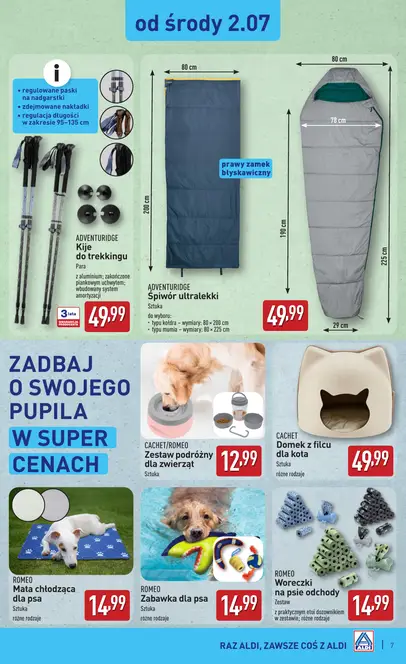 od środy 2.07
i
• regulowane paski
na nadgarstki
• zdejmowane nakładki
• regulacja długości
w zakresie 95–135 cm
ADVENTURIDGE
Kije
do trekkingu
Para
z aluminium; zakończone
piankowym uchwytem;
wbudowany system
amortyzacji
3 lata
49,99
80 cm
200 cm
prawy zamek
błyskawiczny
ADVENTURIDGE
Śpiwór ultralekki
Sztuka
do wyboru:
• typu kołdra – wymiary: 80 × 200 cm
• typu mumia – wymiary: 80 × 225 cm
49,99
80 cm
78 cm
190 cm
225 cm
29 cm
ZADBAJ
O SWOJEGO
PUPILA
W SUPER
CENACH
CACHET/ROMEO
Zestaw podróżny
dla zwierząt
Sztuka
12,99
CACHET
Domek z filcu
dla kota
Sztuka
różne rodzaje
49,99
ROMEO
Mata chłodząca
dla psa
Sztuka
różne rodzaje
14,99
ROMEO
Zabawka dla psa
Sztuka
różne rodzaje
14,99
ROMEO
Woreczki
na psie odchody
Zestaw
z praktycznym etui dozownikiem
w zestawie; różne rodzaje
14,99
RAZ ALDI, ZAWSZE COŚ Z ALDI
ALDI
7